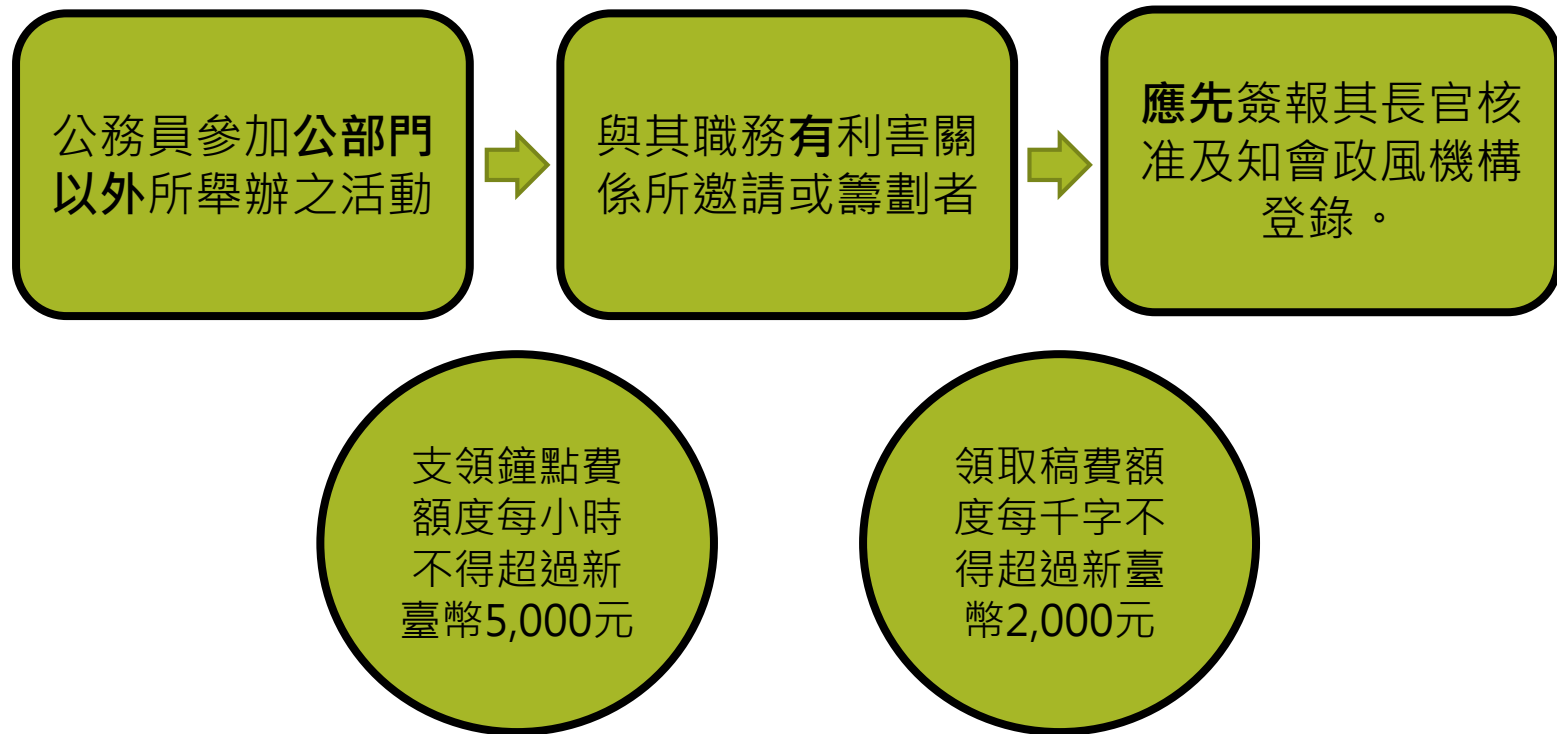 公務員參加公部門
以外所舉辦之活動
與其職務有利害關
係所邀請或籌劃者
應先簽報其長官核
准及知會政風機構
登錄。
支領鐘點費
額度每小時
不得超過新
臺幣5,000元
領取稿費額
度每千字不
得超過新臺
幣2,000元